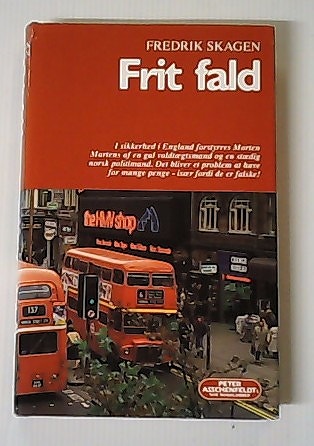 FREDRIK SKAGEN
Frit fald
I sikkerhed i England forstyrres Morten
Martens af en gal voldtægtsmand og en stædig
norsk politimand. Det bliver et problem at have
for mange penge - især fordi de er falske!
the HMV shop
137
PETER
ASSCHENFELDT'S